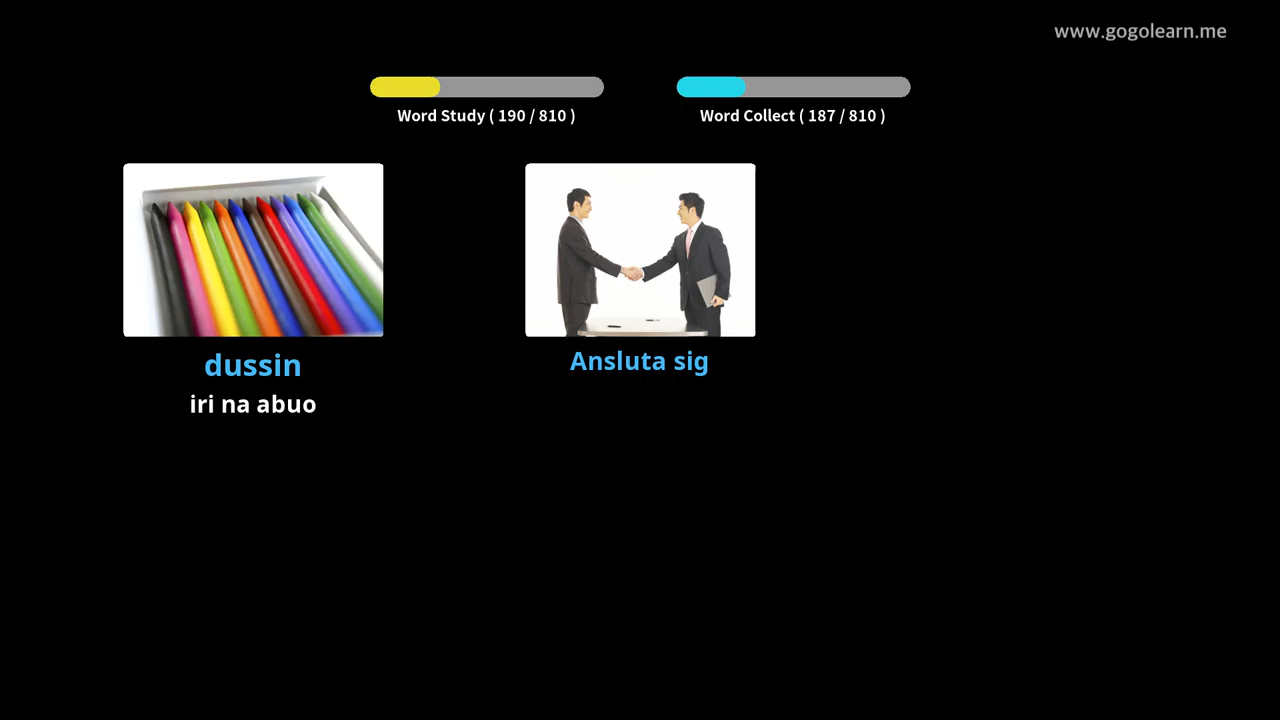 www.gogolearn.me
Word Study ( 190 / 810 )
Word Collect ( 187 / 810 )
dussin
iri na abuo
Ansluta sig